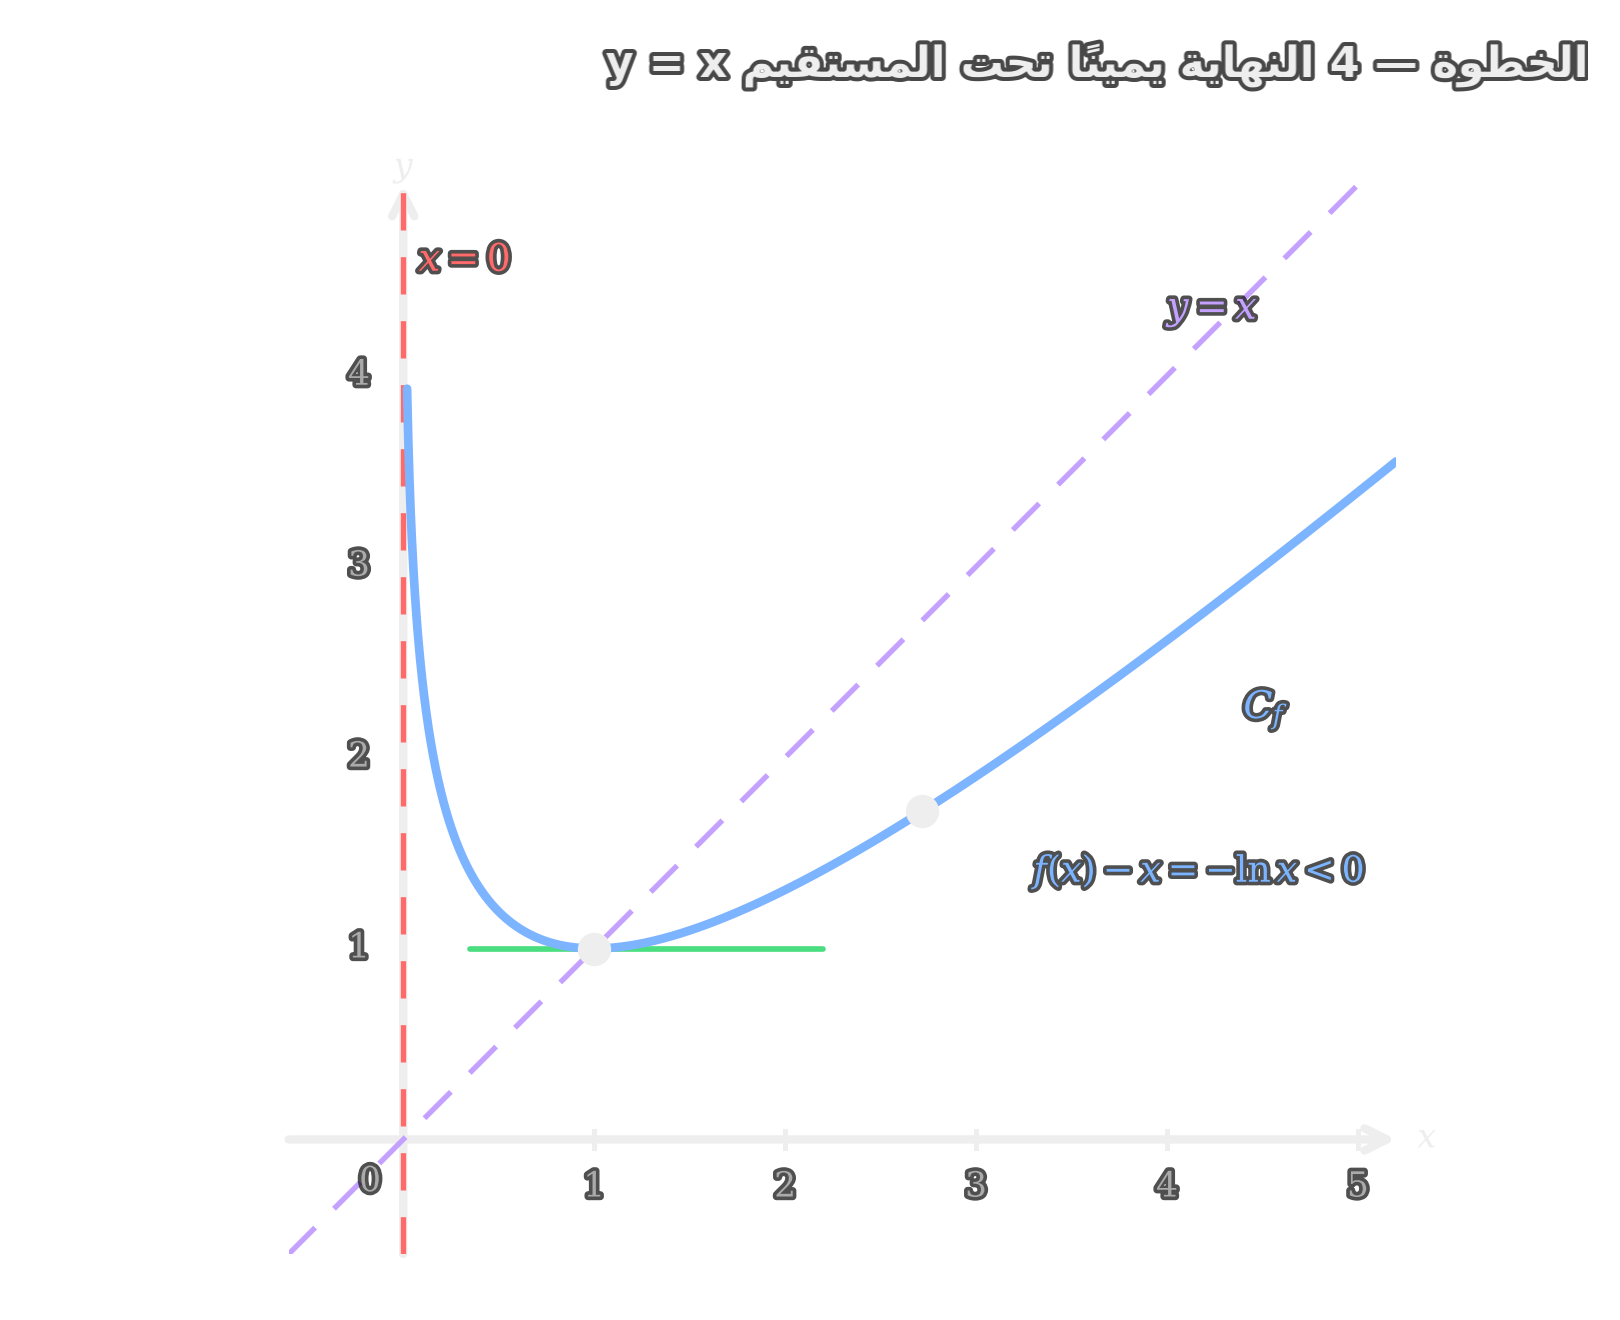 الخطوة — 4 النهاية يمينًا تحت المستقيم y = x
y
x = 0
y = x
4
3
2
1
C_f
f(x) − x = −ln x < 0
x
0
1
2
3
4
5